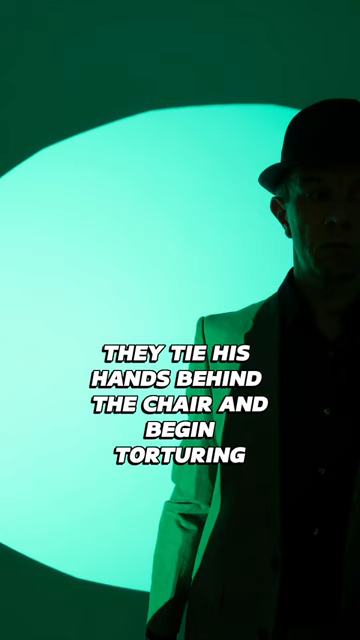 THEY TIE HIS
HANDS BEHIND
THE CHAIR AND
BEGIN
TORTURING